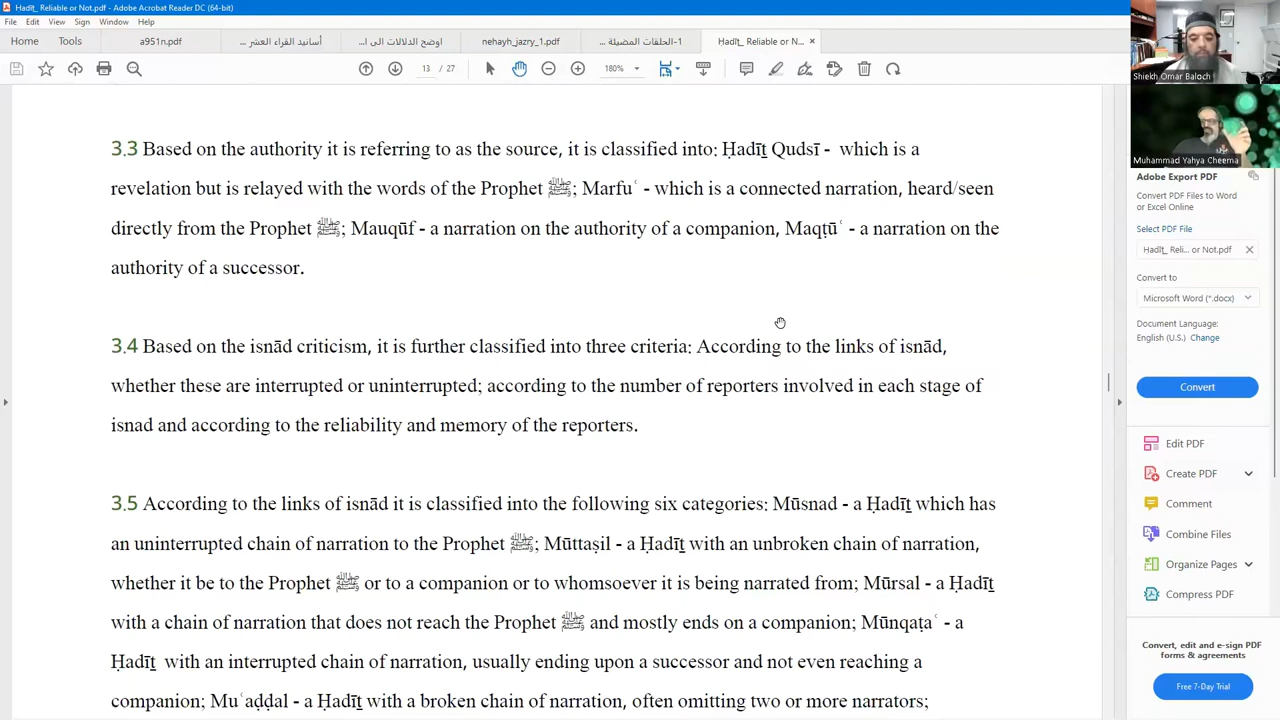 Hadīṯ_ Reliable or Not.pdf - Adobe Acrobat Reader DC (64-bit)
File Edit View Sign Window Help
Home Tools a951n.pdf أسانيد القراء العشر ... nehayh_jazry_1.pdf 1-الحلقات المضيئة ... Hadīṯ_ Reliable or N... ×
13 / 27 180%
3.3 Based on the authority it is referring to as the source, it is classified into: Ḥadīṯ Qudsī - which is a
revelation but is relayed with the words of the Prophet ﷺ; Marfuʿ - which is a connected narration, heard/seen
directly from the Prophet ﷺ; Mauqūf - a narration on the authority of a companion, Maqṭūʿ - a narration on the
authority of a successor.
3.4 Based on the isnād criticism, it is further classified into three criteria: According to the links of isnād,
whether these are interrupted or uninterrupted; according to the number of reporters involved in each stage of
isnad and according to the reliability and memory of the reporters.
3.5 According to the links of isnād it is classified into the following six categories: Mūsnad - a Ḥadīṯ which has
an uninterrupted chain of narration to the Prophet ﷺ; Mūttaṣil - a Ḥadīṯ with an unbroken chain of narration,
whether it be to the Prophet ﷺ or to a companion or to whomsoever it is being narrated from; Mūrsal - a Ḥadīṯ
with a chain of narration that does not reach the Prophet ﷺ and mostly ends on a companion; Mūnqaṭaʿ - a
Ḥadīṯ with an interrupted chain of narration, usually ending upon a successor and not even reaching a
companion; Muʿaḍḍal - a Ḥadīṯ with a broken chain of narration, often omitting two or more narrators;
Shiekh Omar Baloch
Muhammad Yahya Cheema
Adobe Export PDF
Convert PDF Files to Word
or Excel Online
Select PDF File
Hadīṯ_ Reli... or Not.pdf ×
Convert to
Microsoft Word (*.docx)
Document Language:
English (U.S.) Change
Convert
Edit PDF
Create PDF
Comment
Combine Files
Organize Pages
Compress PDF
Convert, edit and e-sign PDF
forms & agreements
Free 7-Day Trial